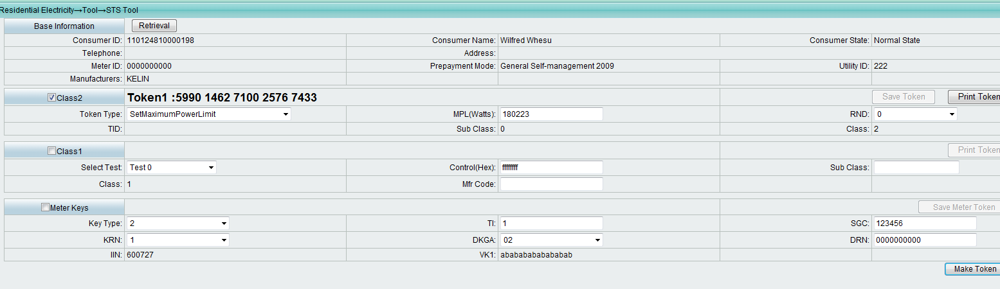 Residential Electricity→Tool→STS Tool
Base Information Retrieval
Consumer ID: 110124810000198 Consumer Name: Wilfred Whesu Consumer State: Normal State
Telephone: Address:
Meter ID: 0000000000 Prepayment Mode: General Self-management 2009 Utility ID: 222
Manufacturers: KELIN
Class2 Token1 :5990 1462 7100 2576 7433 Save Token Print Token
Token Type: SetMaximumPowerLimit MPL(Watts): 180223 RND: 0
TID: Sub Class: 0 Class: 2
Class1 Print Token
Select Test: Test 0 Control(Hex): ffffffff Sub Class:
Class: 1 Mfr Code:
Meter Keys Save Meter Token
Key Type: 2 TI: 1 SGC: 123456
KRN: 1 DKGA: 02 DRN: 0000000000
IIN: 600727 VK1: abababababababab
Make Token